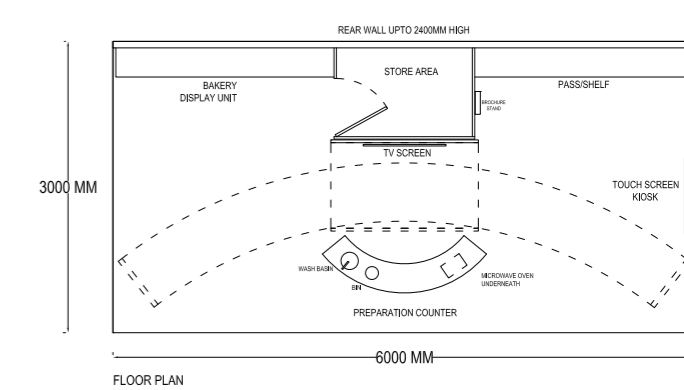 REAR WALL UPTO 2400MM HIGH
STORE AREA
BAKERY
DISPLAY UNIT
PASS/SHELF
BROCHURE
STAND
TV SCREEN
3000 MM
TOUCH SCREEN
KIOSK
WASH BASIN
BIN
MICROWAVE OVEN
UNDERNEATH
PREPARATION COUNTER
6000 MM
FLOOR PLAN